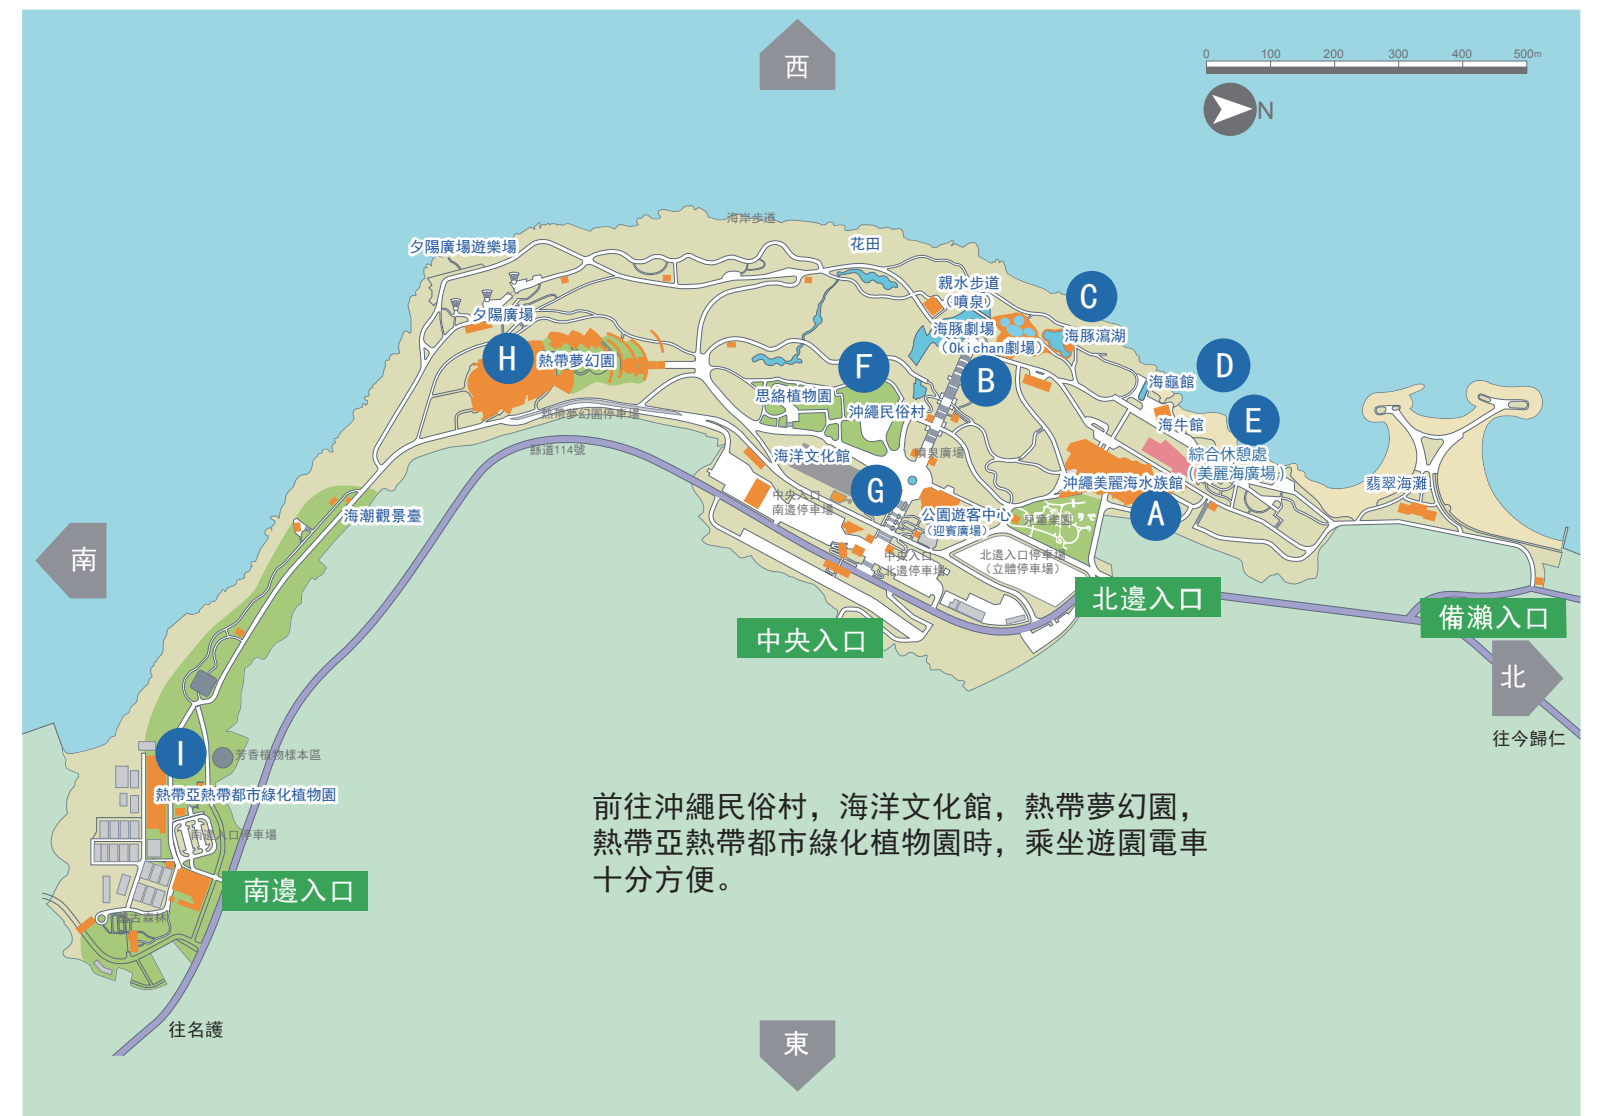 西
0 100 200 300 400 500m
N
海岸步道
夕陽廣場遊樂場
花田
親水步道
(噴泉)
C
夕陽廣場
海豚劇場
(Okichan劇場)
海豚瀉湖
H
熱帶夢幻園
F
B
D
海龜館
思絡植物園
沖繩民俗村
E
熱帶夢幻園停車場
海牛館
縣道114號
海洋文化館
噴泉廣場
綜合休憩處
(美麗海廣場)
沖繩美麗海水族館
翡翠海灘
G
中央入口
南邊停車場
海潮觀景臺
公園遊客中心
(迎賓廣場)
兒童樂園
A
南
中央入口
北邊停車場
北邊入口停車場
(立體停車場)
北邊入口
備瀨入口
中央入口
北
往今歸仁
I
芳香植物樣本區
熱帶亞熱帶都市綠化植物園
南邊入口停車場
前往沖繩民俗村，海洋文化館，熱帶夢幻園，
熱帶亞熱帶都市綠化植物園時，乘坐遊園電車
十分方便。
南邊入口
古森林
往名護
東